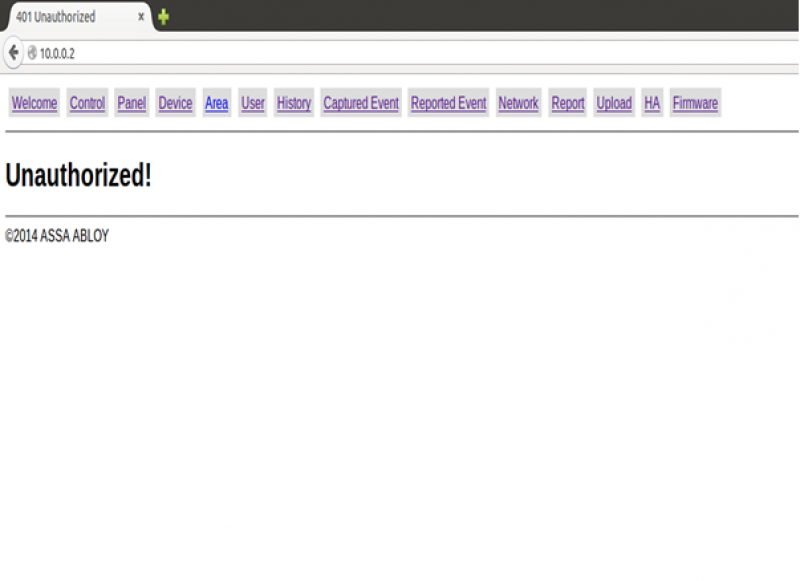 401 Unauthorized x
10.0.0.2
Welcome Control Panel Device Area User History Captured Event Reported Event Network Report Upload HA Firmware
Unauthorized!
©2014 ASSA ABLOY